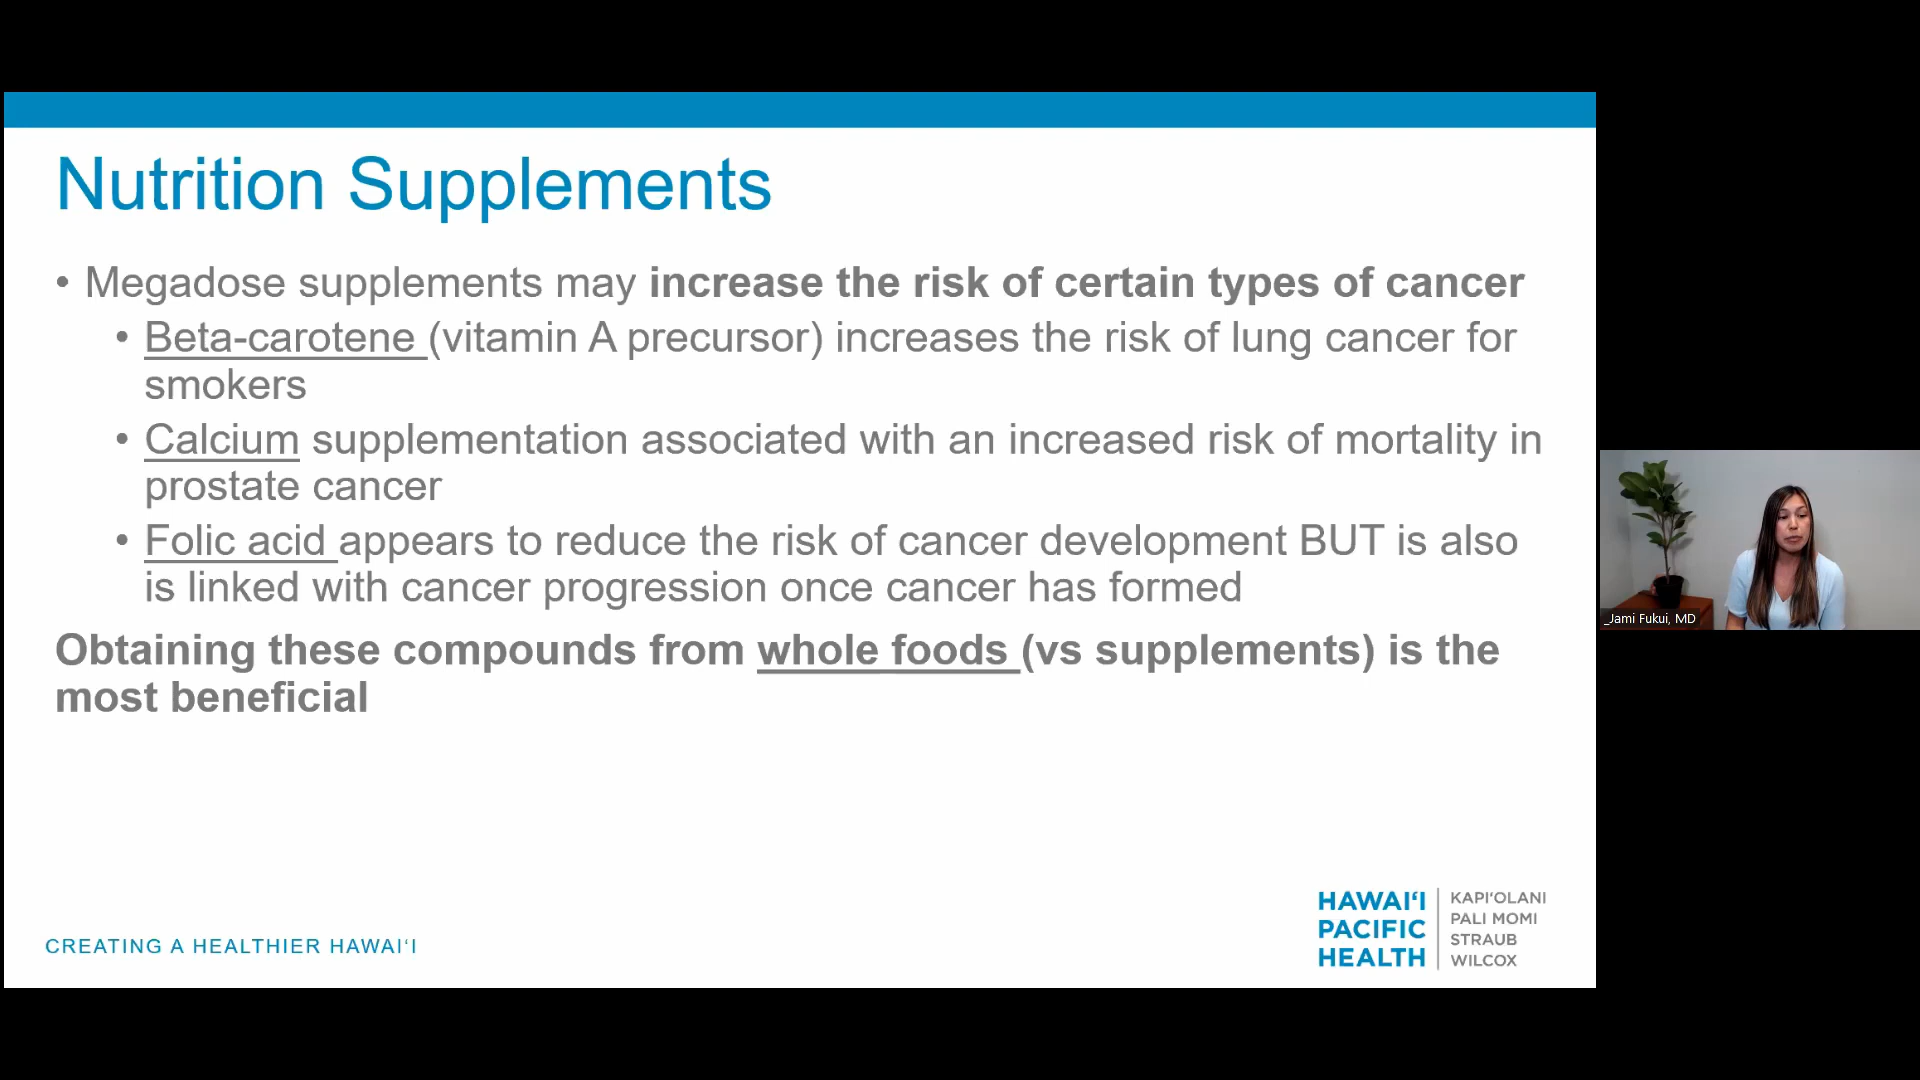 Nutrition Supplements
• Megadose supplements may increase the risk of certain types of cancer
• Beta-carotene (vitamin A precursor) increases the risk of lung cancer for
smokers
• Calcium supplementation associated with an increased risk of mortality in
prostate cancer
• Folic acid appears to reduce the risk of cancer development BUT is also
is linked with cancer progression once cancer has formed
Obtaining these compounds from whole foods (vs supplements) is the
most beneficial
_Jami Fukui, MD
CREATING A HEALTHIER HAWAIʻI
HAWAIʻI
PACIFIC
HEALTH
KAPIʻOLANI
PALI MOMI
STRAUB
WILCOX